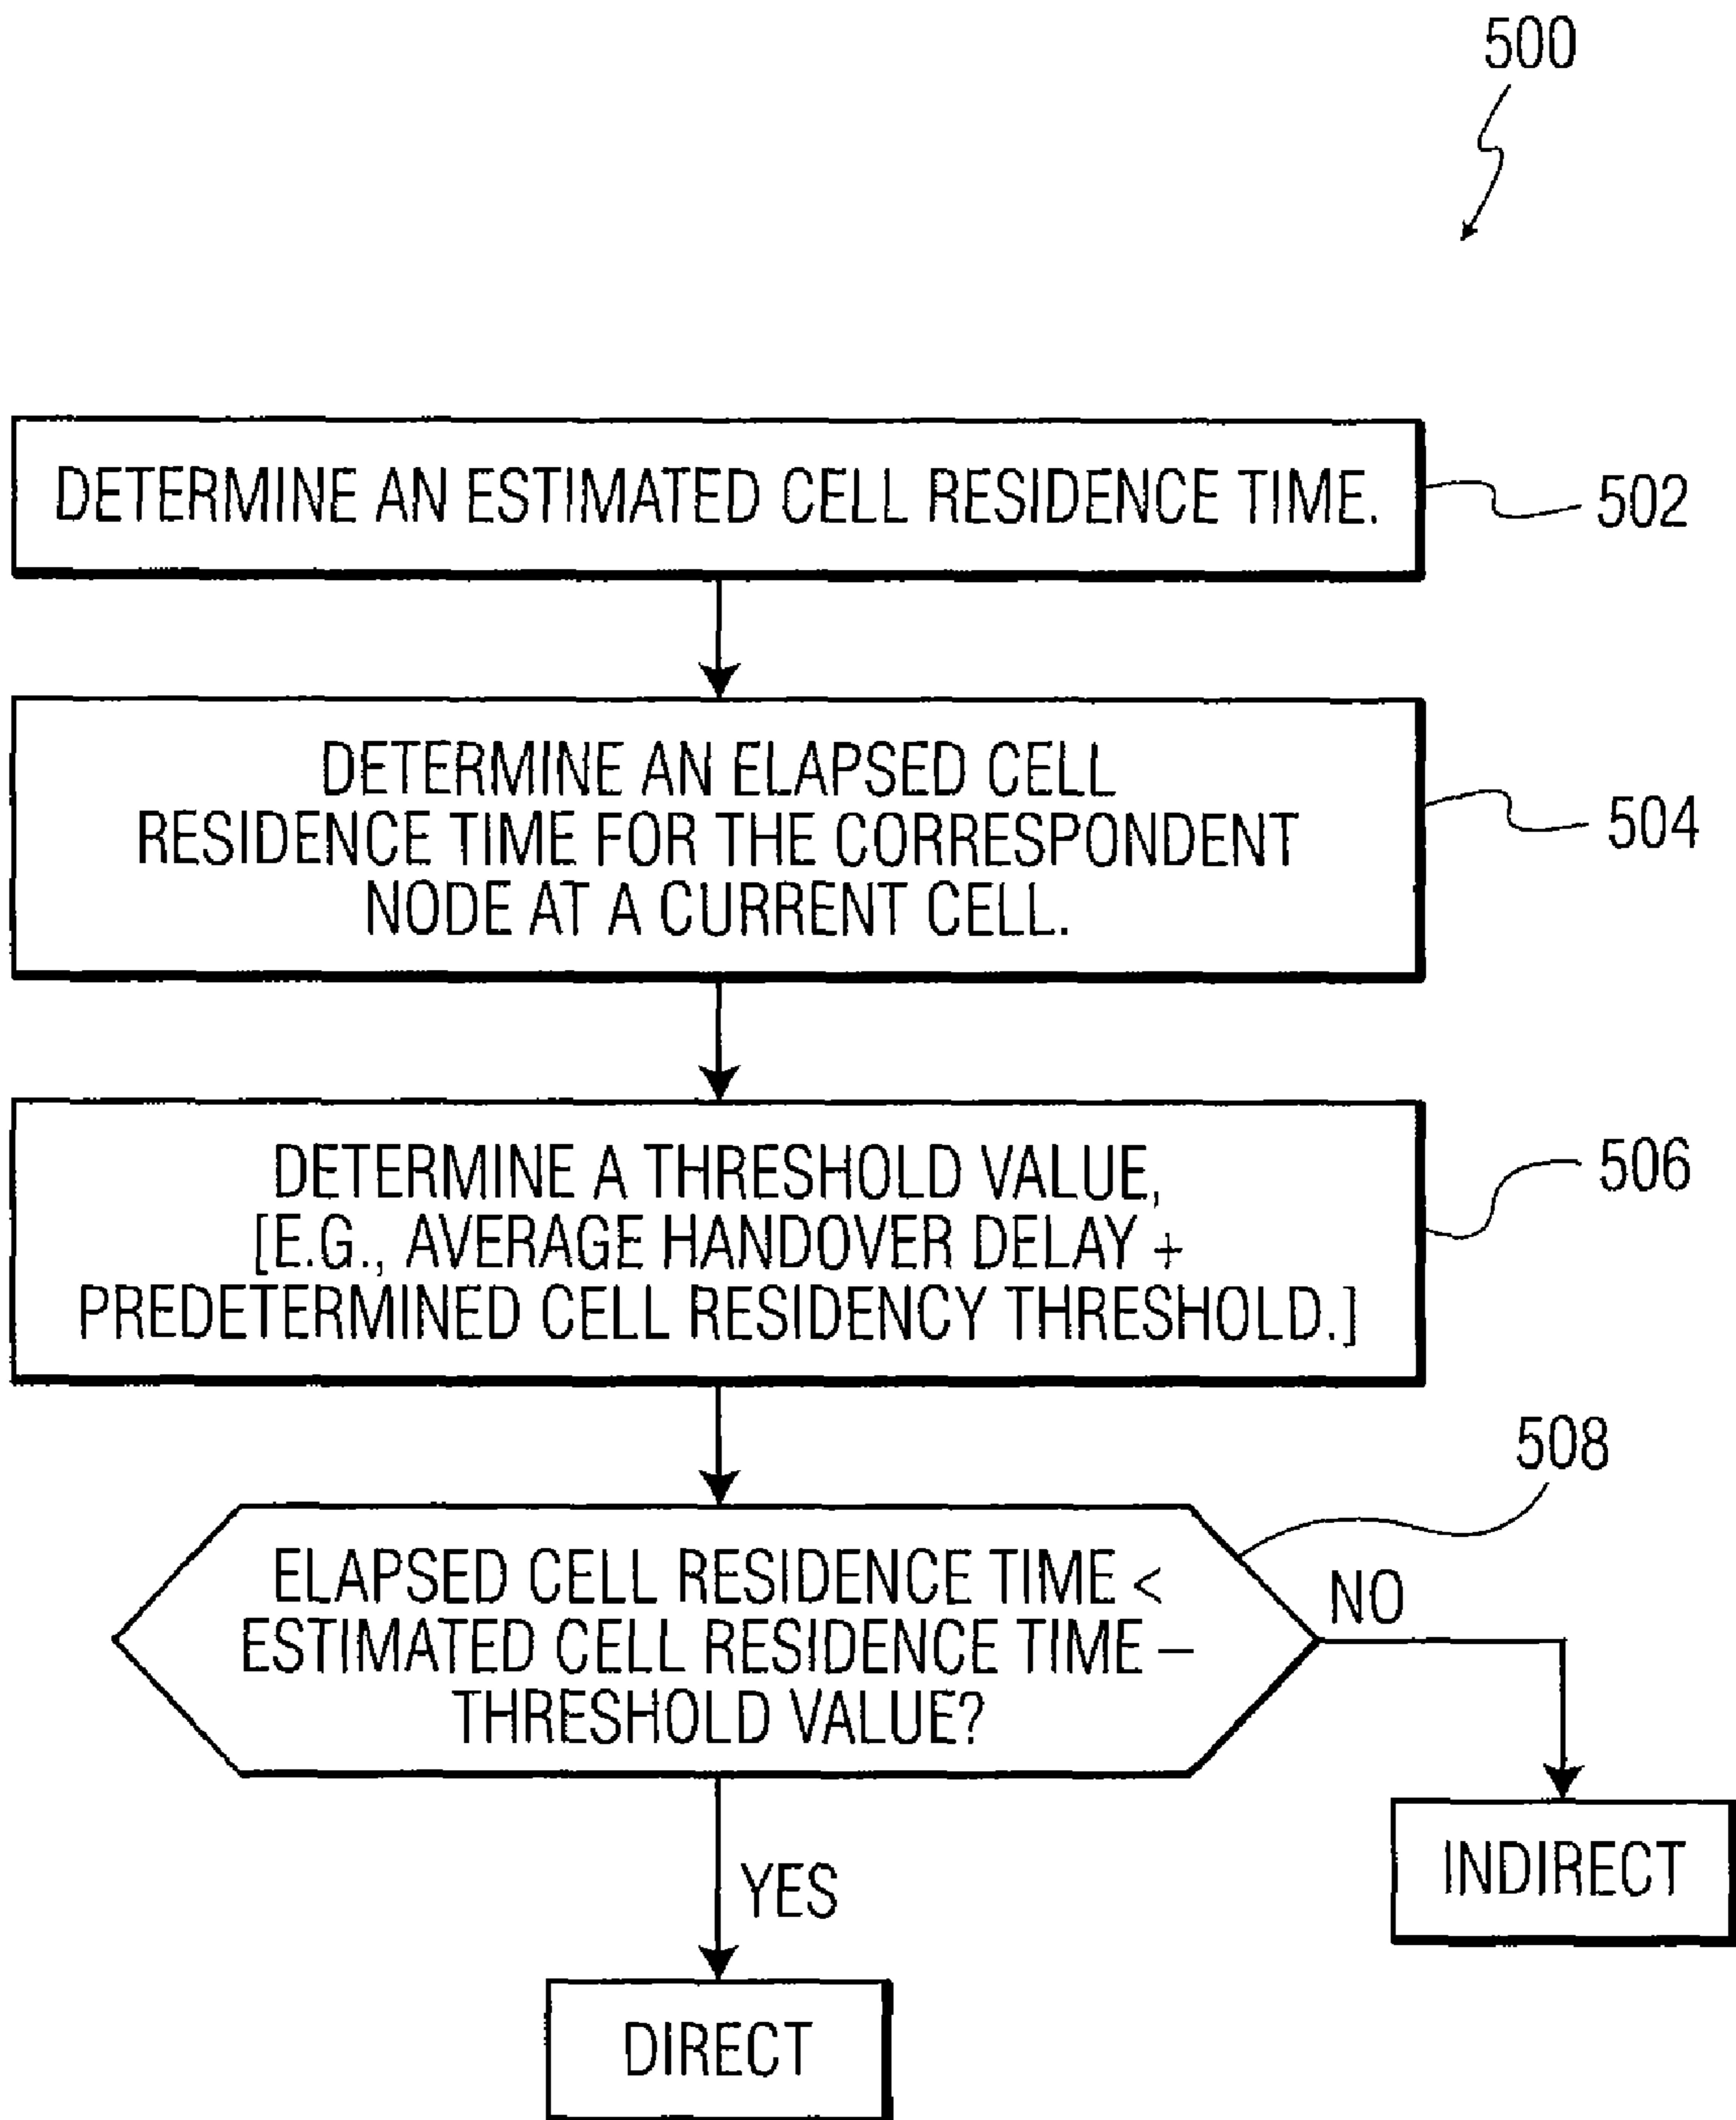 500
DETERMINE AN ESTIMATED CELL RESIDENCE TIME.
502
DETERMINE AN ELAPSED CELL
RESIDENCE TIME FOR THE CORRESPONDENT
NODE AT A CURRENT CELL.
504
DETERMINE A THRESHOLD VALUE,
[E.G., AVERAGE HANDOVER DELAY +
PREDETERMINED CELL RESIDENCY THRESHOLD.]
506
508
ELAPSED CELL RESIDENCE TIME <
ESTIMATED CELL RESIDENCE TIME –
THRESHOLD VALUE?
NO
INDIRECT
YES
DIRECT